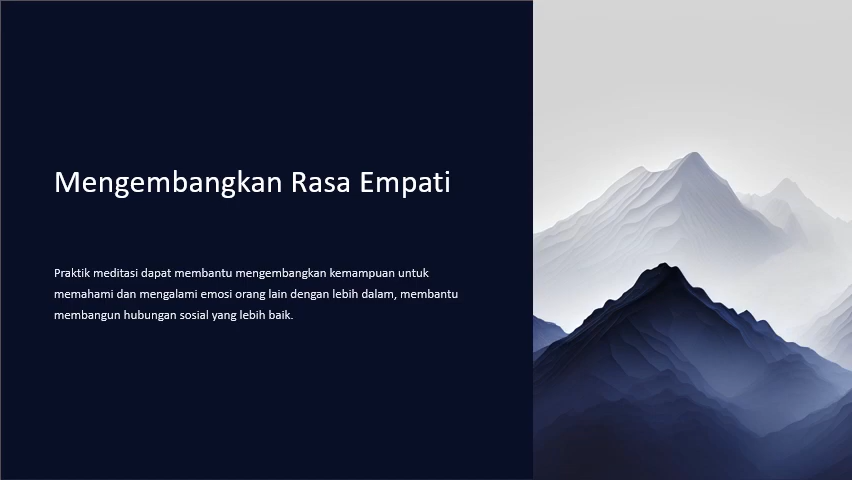 Mengembangkan Rasa Empati
Praktik meditasi dapat membantu mengembangkan kemampuan untuk
memahami dan mengalami emosi orang lain dengan lebih dalam, membantu
membangun hubungan sosial yang lebih baik.